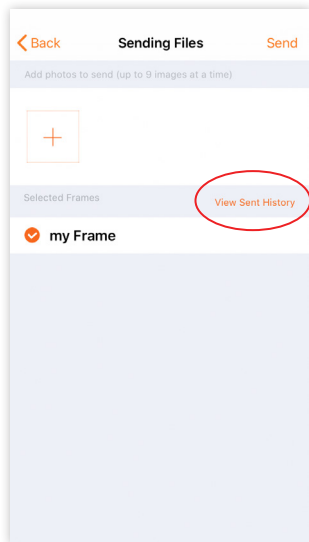 Back Sending Files Send
Add photos to send (up to 9 images at a time)
Selected Frames View Sent History
my Frame